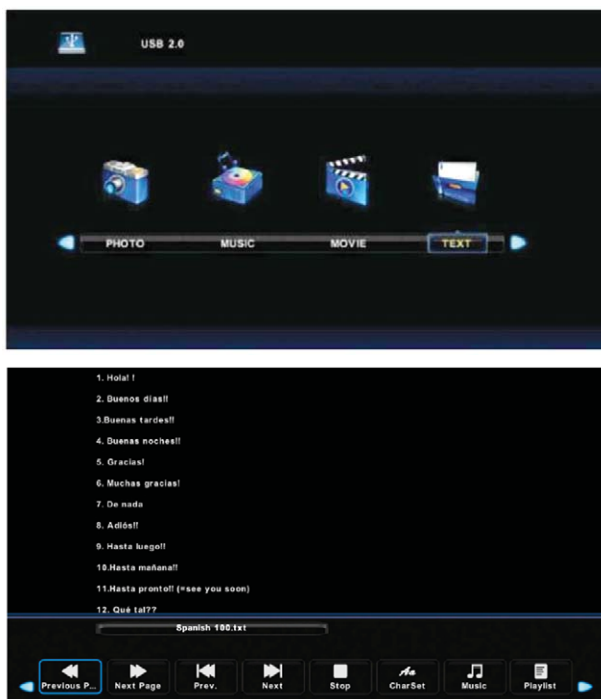 USB 2.0
PHOTO MUSIC MOVIE TEXT
1. Hola! !
2. Buenos días!!
3.Buenas tardes!!
4. Buenas noches!!
5. Gracias!
6. Muchas gracias!
7. De nada
8. Adiós!!
9. Hasta luego!!
10.Hasta mañana!!
11.Hasta pronto!! (=see you soon)
12. Qué tal??
Spanish 100.txt
Previous P... Next Page Prev. Next Stop CharSet Music Playlist